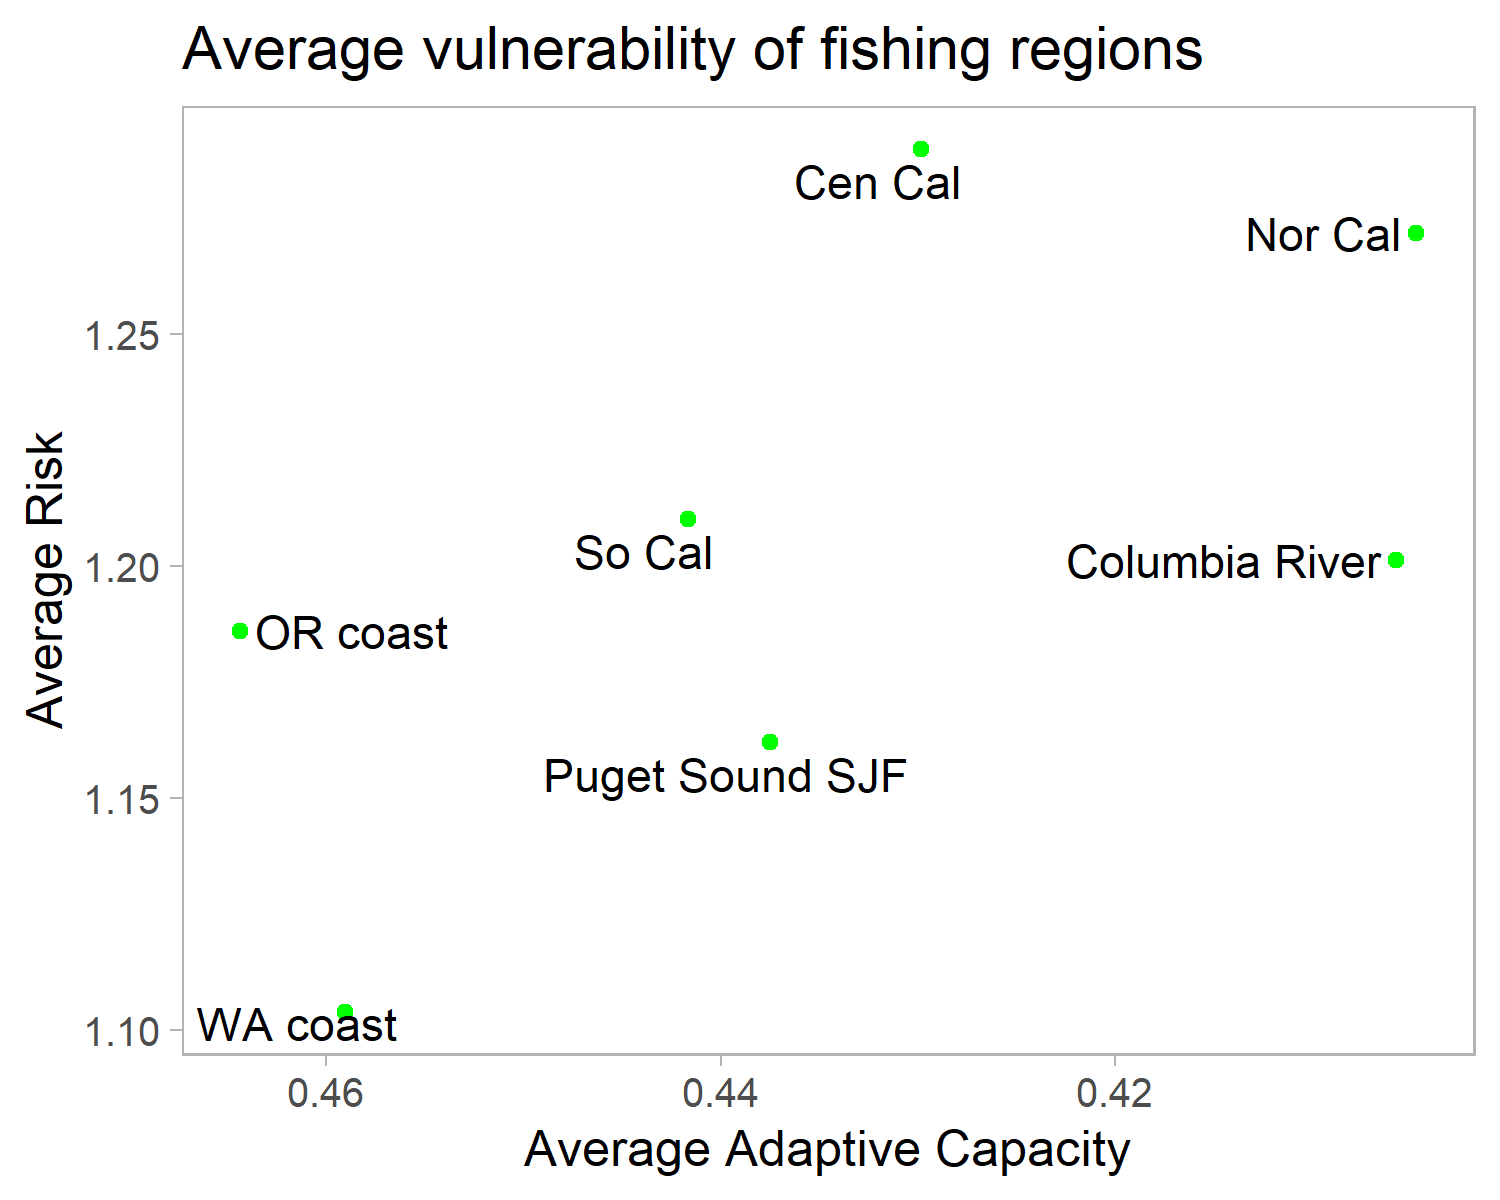 Average vulnerability of fishing regions
Cen Cal
Nor Cal
1.25
So Cal
Columbia River
1.20
OR coast
Average Risk
Puget Sound SJF
1.15
WA coast
1.10
0.46
0.44
0.42
Average Adaptive Capacity